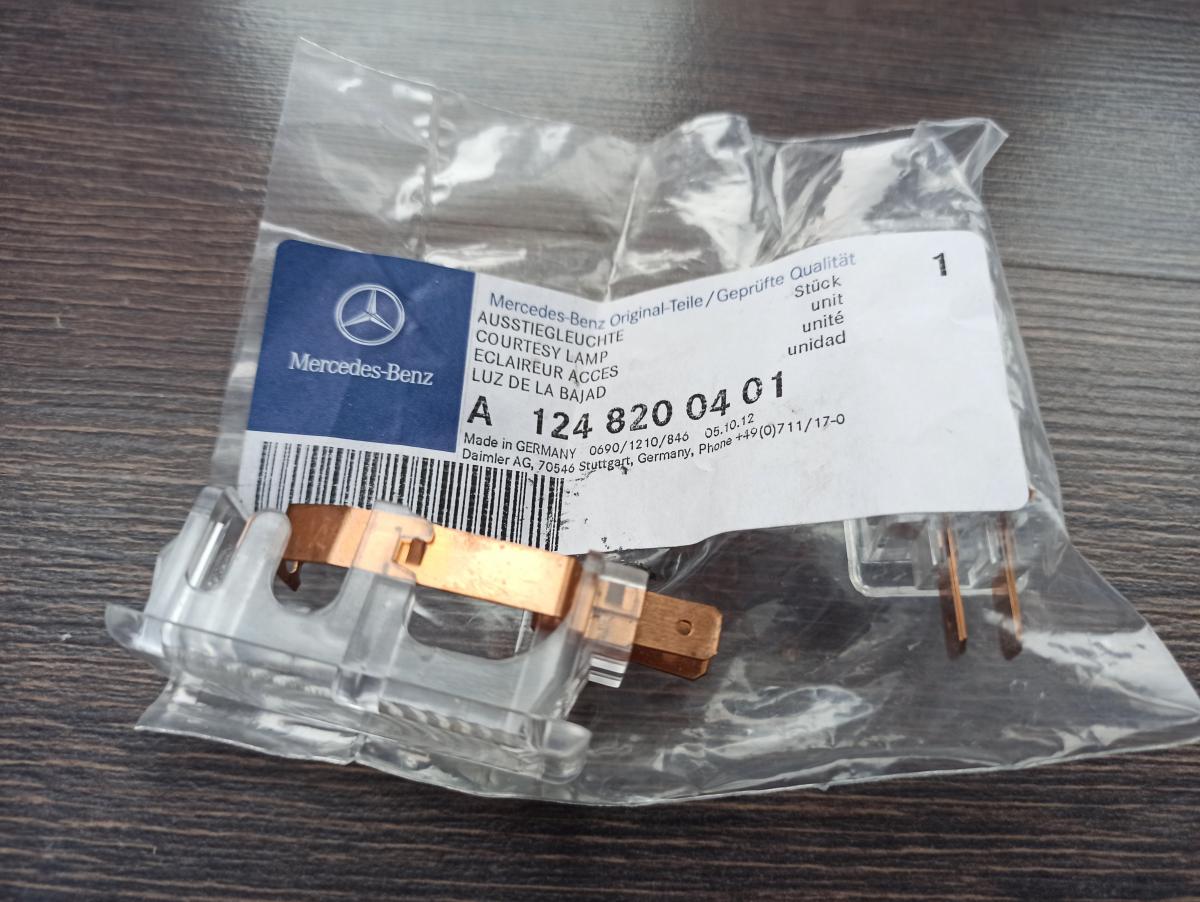 Mercedes-Benz
Mercedes-Benz Original-Teile / Geprüfte Qualität
AUSSTIEGLEUCHTE
COURTESY LAMP
ECLAIREUR ACCES
LUZ DE LA BAJAD
Stück
unit
unité
unidad
1
A 124 820 04 01
Made in GERMANY 0690/1210/846 05.10.12
Daimler AG, 70546 Stuttgart, Germany, Phone +49(0)711/17-0